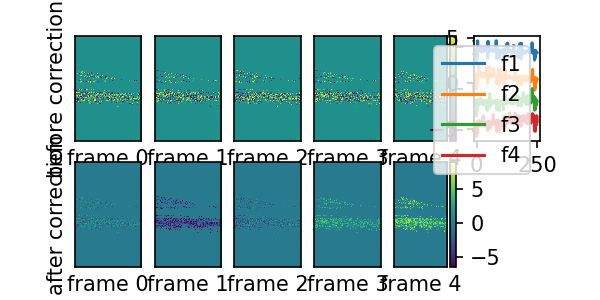 before correction
5
0
f1
f2
f3
f4
frame 0
frame 1
frame 2
frame 3
frame 4
0
250
after correction
5
0
−5
frame 0
frame 1
frame 2
frame 3
frame 4